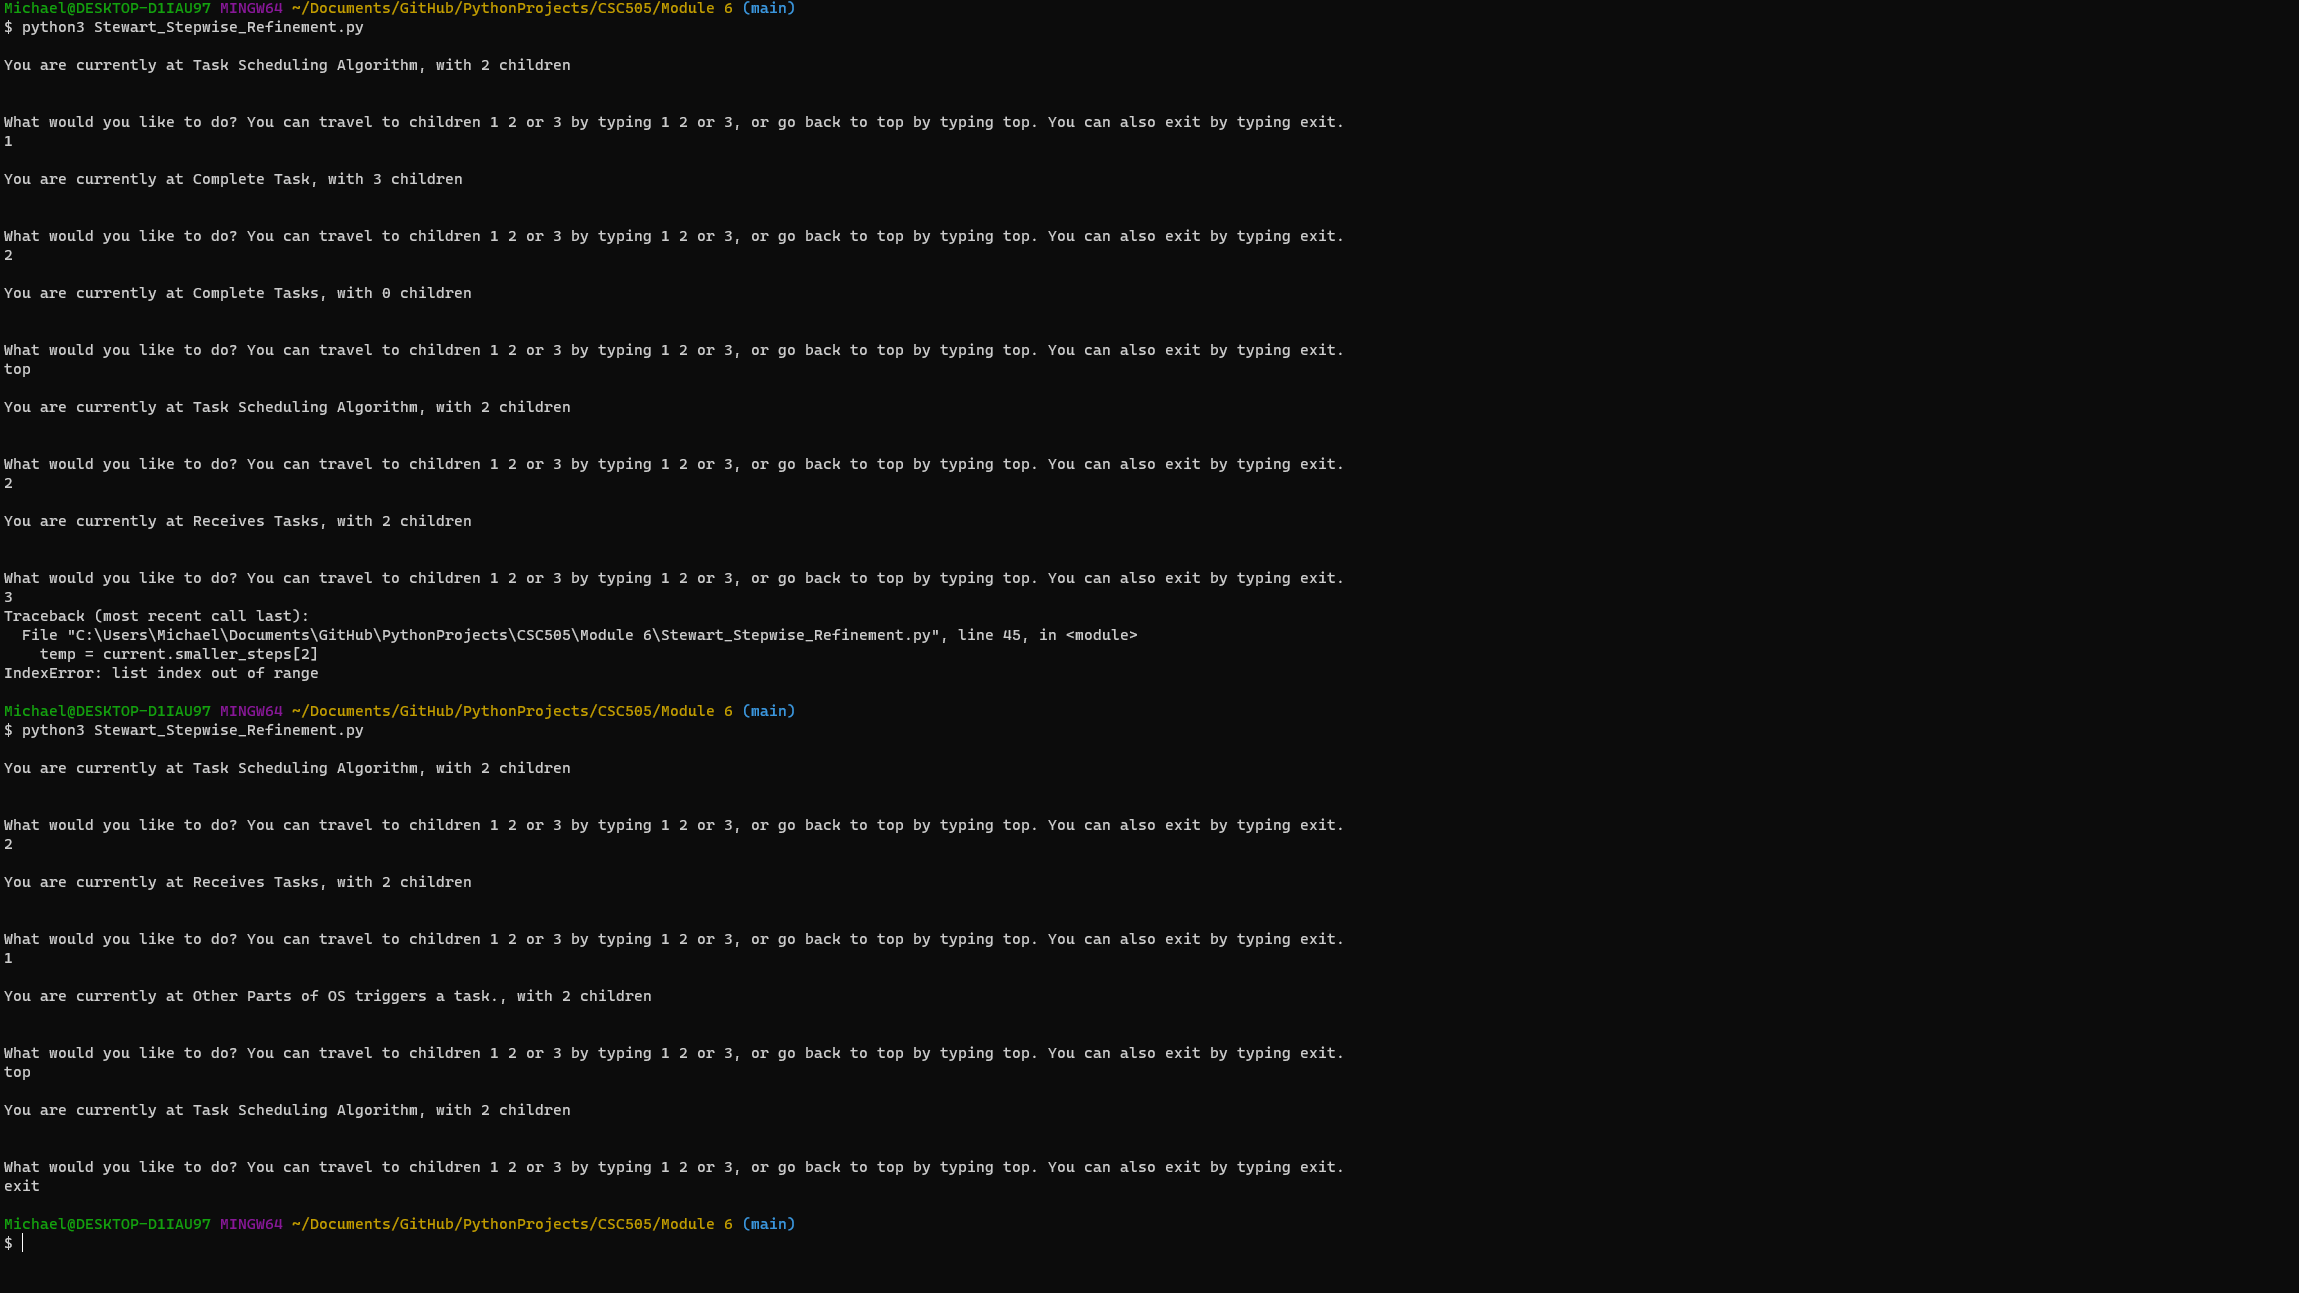 Michael@DESKTOP-D1IAU97 MINGW64 ~/Documents/GitHub/PythonProjects/CSC505/Module 6 (main)
$ python3 Stewart_Stepwise_Refinement.py
You are currently at Task Scheduling Algorithm, with 2 children
What would you like to do? You can travel to children 1 2 or 3 by typing 1 2 or 3, or go back to top by typing top. You can also exit by typing exit.
1
You are currently at Complete Task, with 3 children
What would you like to do? You can travel to children 1 2 or 3 by typing 1 2 or 3, or go back to top by typing top. You can also exit by typing exit.
2
You are currently at Complete Tasks, with 0 children
What would you like to do? You can travel to children 1 2 or 3 by typing 1 2 or 3, or go back to top by typing top. You can also exit by typing exit.
top
You are currently at Task Scheduling Algorithm, with 2 children
What would you like to do? You can travel to children 1 2 or 3 by typing 1 2 or 3, or go back to top by typing top. You can also exit by typing exit.
2
You are currently at Receives Tasks, with 2 children
What would you like to do? You can travel to children 1 2 or 3 by typing 1 2 or 3, or go back to top by typing top. You can also exit by typing exit.
3
Traceback (most recent call last):
  File "C:\Users\Michael\Documents\GitHub\PythonProjects\CSC505\Module 6\Stewart_Stepwise_Refinement.py", line 45, in <module>
    temp = current.smaller_steps[2]
IndexError: list index out of range
Michael@DESKTOP-D1IAU97 MINGW64 ~/Documents/GitHub/PythonProjects/CSC505/Module 6 (main)
$ python3 Stewart_Stepwise_Refinement.py
You are currently at Task Scheduling Algorithm, with 2 children
What would you like to do? You can travel to children 1 2 or 3 by typing 1 2 or 3, or go back to top by typing top. You can also exit by typing exit.
2
You are currently at Receives Tasks, with 2 children
What would you like to do? You can travel to children 1 2 or 3 by typing 1 2 or 3, or go back to top by typing top. You can also exit by typing exit.
1
You are currently at Other Parts of OS triggers a task., with 2 children
What would you like to do? You can travel to children 1 2 or 3 by typing 1 2 or 3, or go back to top by typing top. You can also exit by typing exit.
top
You are currently at Task Scheduling Algorithm, with 2 children
What would you like to do? You can travel to children 1 2 or 3 by typing 1 2 or 3, or go back to top by typing top. You can also exit by typing exit.
exit
Michael@DESKTOP-D1IAU97 MINGW64 ~/Documents/GitHub/PythonProjects/CSC505/Module 6 (main)
$